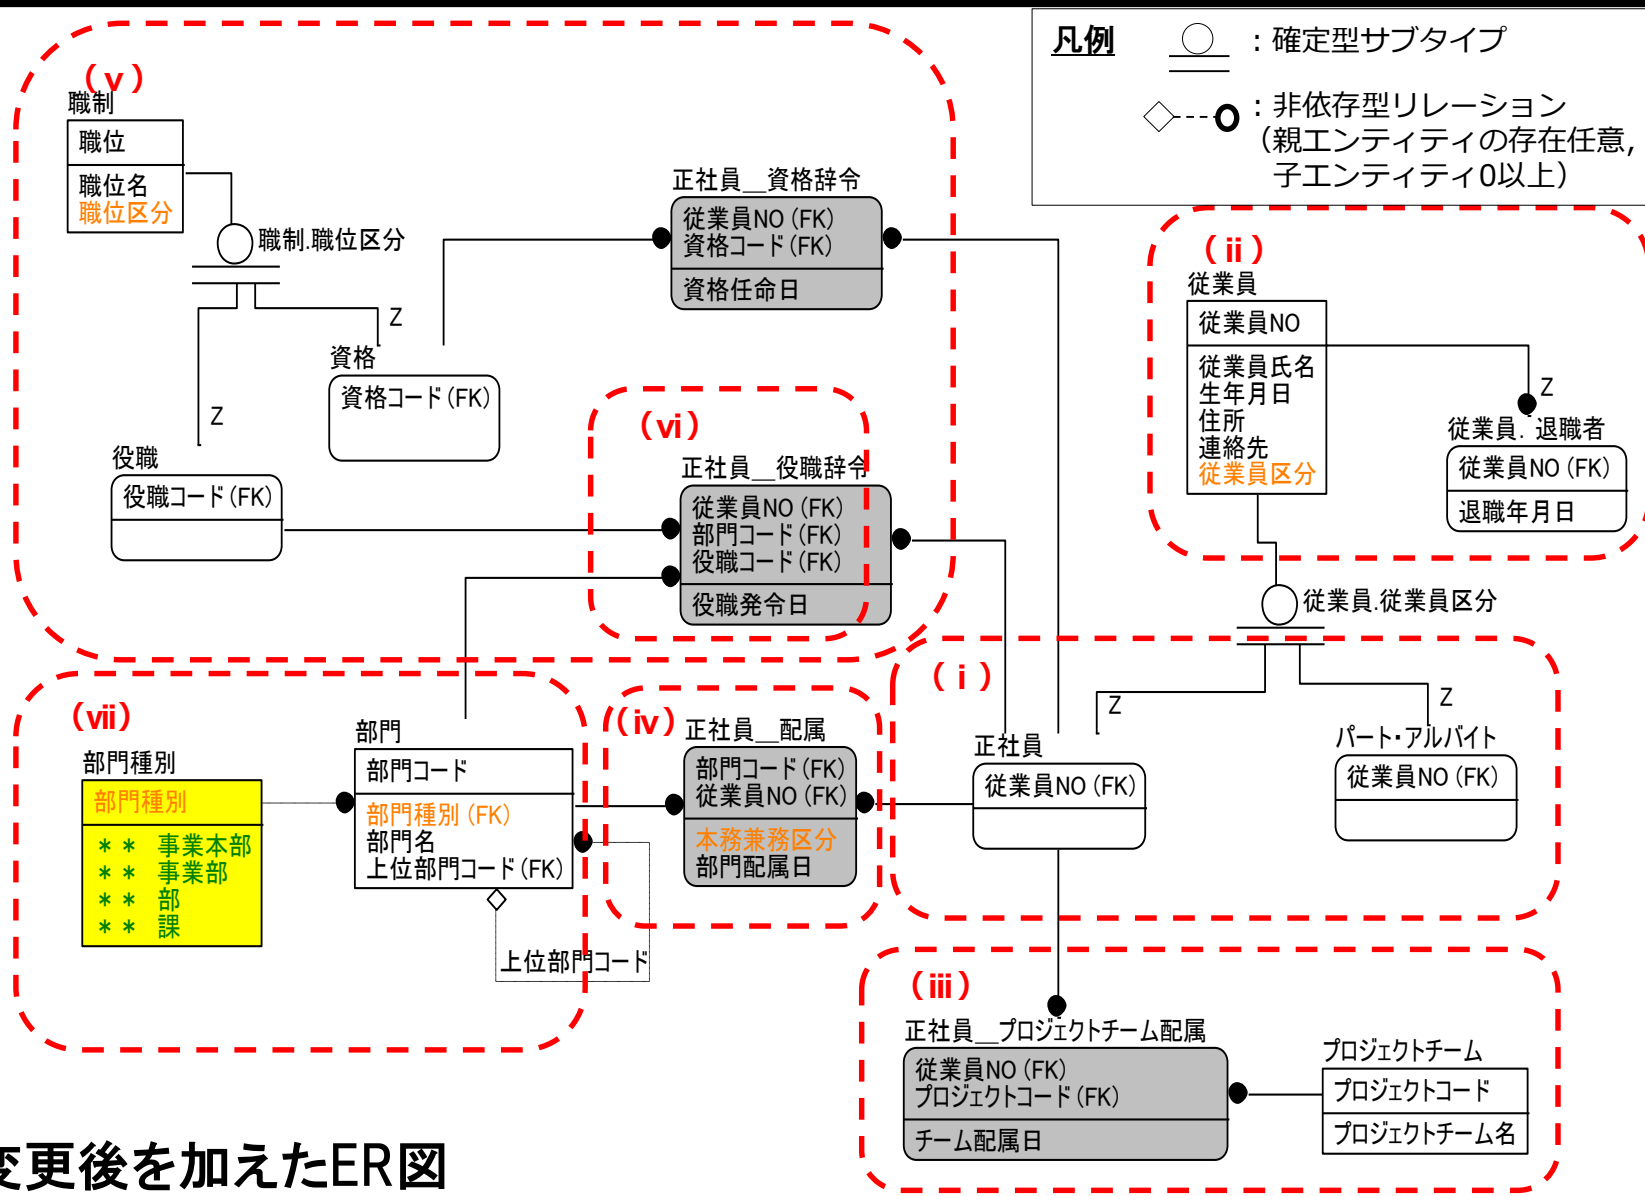 凡例
：確定型サブタイプ
：非依存型リレーション
（親エンティティの存在任意，
子エンティティ0以上）
（ⅴ）
職制
職位
職位名
職位区分
職制.職位区分
Z
Z
資格
資格コード(FK)
役職
役職コード(FK)
正社員__資格辞令
従業員NO (FK)
資格コード(FK)
資格任命日
（ⅵ）
正社員__役職辞令
従業員NO (FK)
部門コード(FK)
役職コード(FK)
役職発令日
（ⅱ）
従業員
従業員NO
従業員氏名
生年月日
住所
連絡先
従業員区分
Z
従業員. 退職者
従業員NO (FK)
退職年月日
従業員.従業員区分
（ⅰ）
Z
Z
正社員
従業員NO (FK)
パート・アルバイト
従業員NO (FK)
（ⅶ）
部門種別
部門種別
＊＊ 事業本部
＊＊ 事業部
＊＊ 部
＊＊ 課
部門
部門コード
部門種別(FK)
部門名
上位部門コード(FK)
上位部門コード
（ⅳ）
正社員__配属
部門コード(FK)
従業員NO (FK)
本務兼務区分
部門配属日
（ⅲ）
正社員__プロジェクトチーム配属
従業員NO (FK)
プロジェクトコード(FK)
チーム配属日
プロジェクトチーム
プロジェクトコード
プロジェクトチーム名
変更後を加えたER図